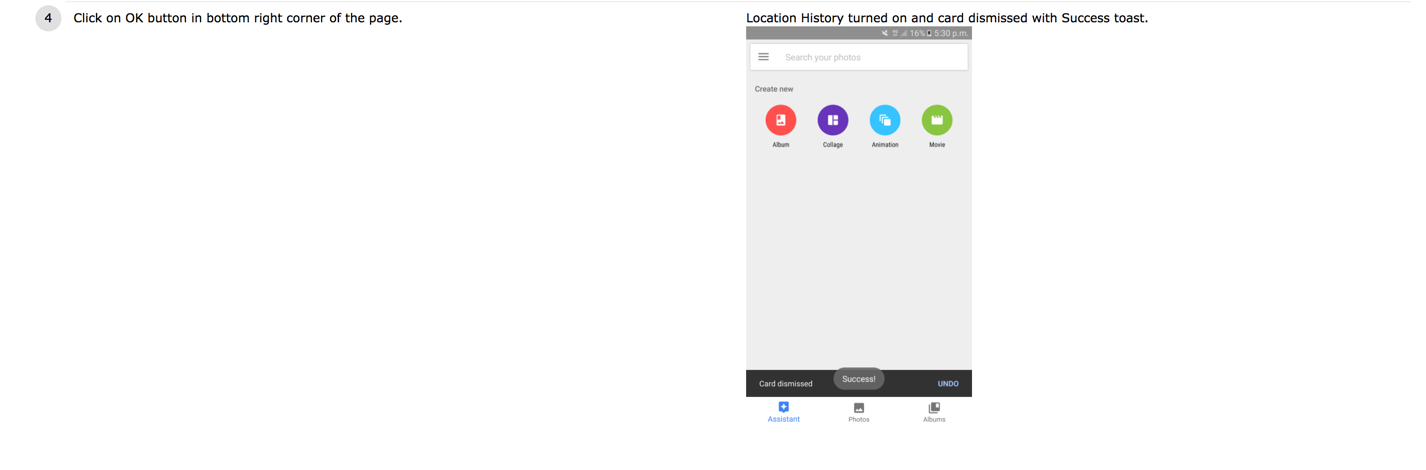 4 Click on OK button in bottom right corner of the page.
Location History turned on and card dismissed with Success toast.
16% 5:30 p.m.
Search your photos
Create new
Album Collage Animation Movie
Card dismissed Success! UNDO
Assistant Photos Albums